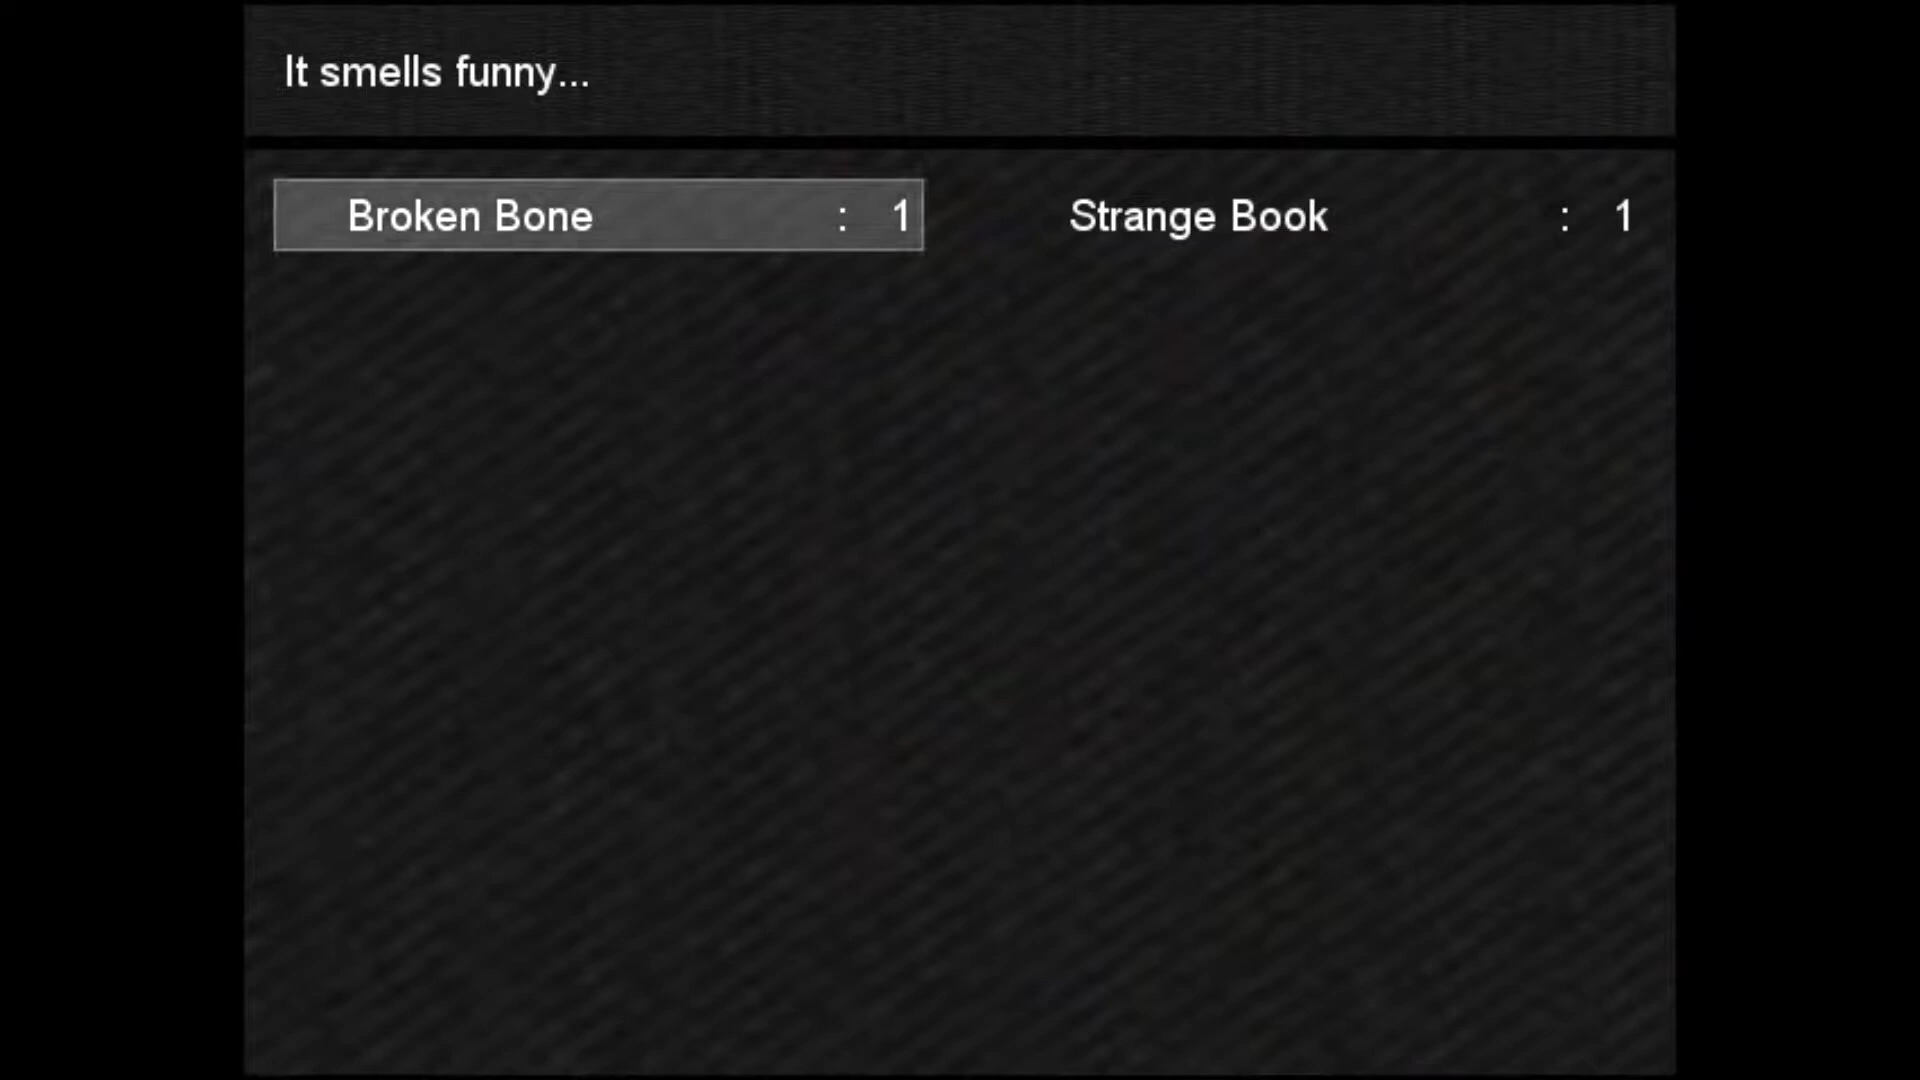 It smells funny...
Broken Bone : 1 Strange Book : 1